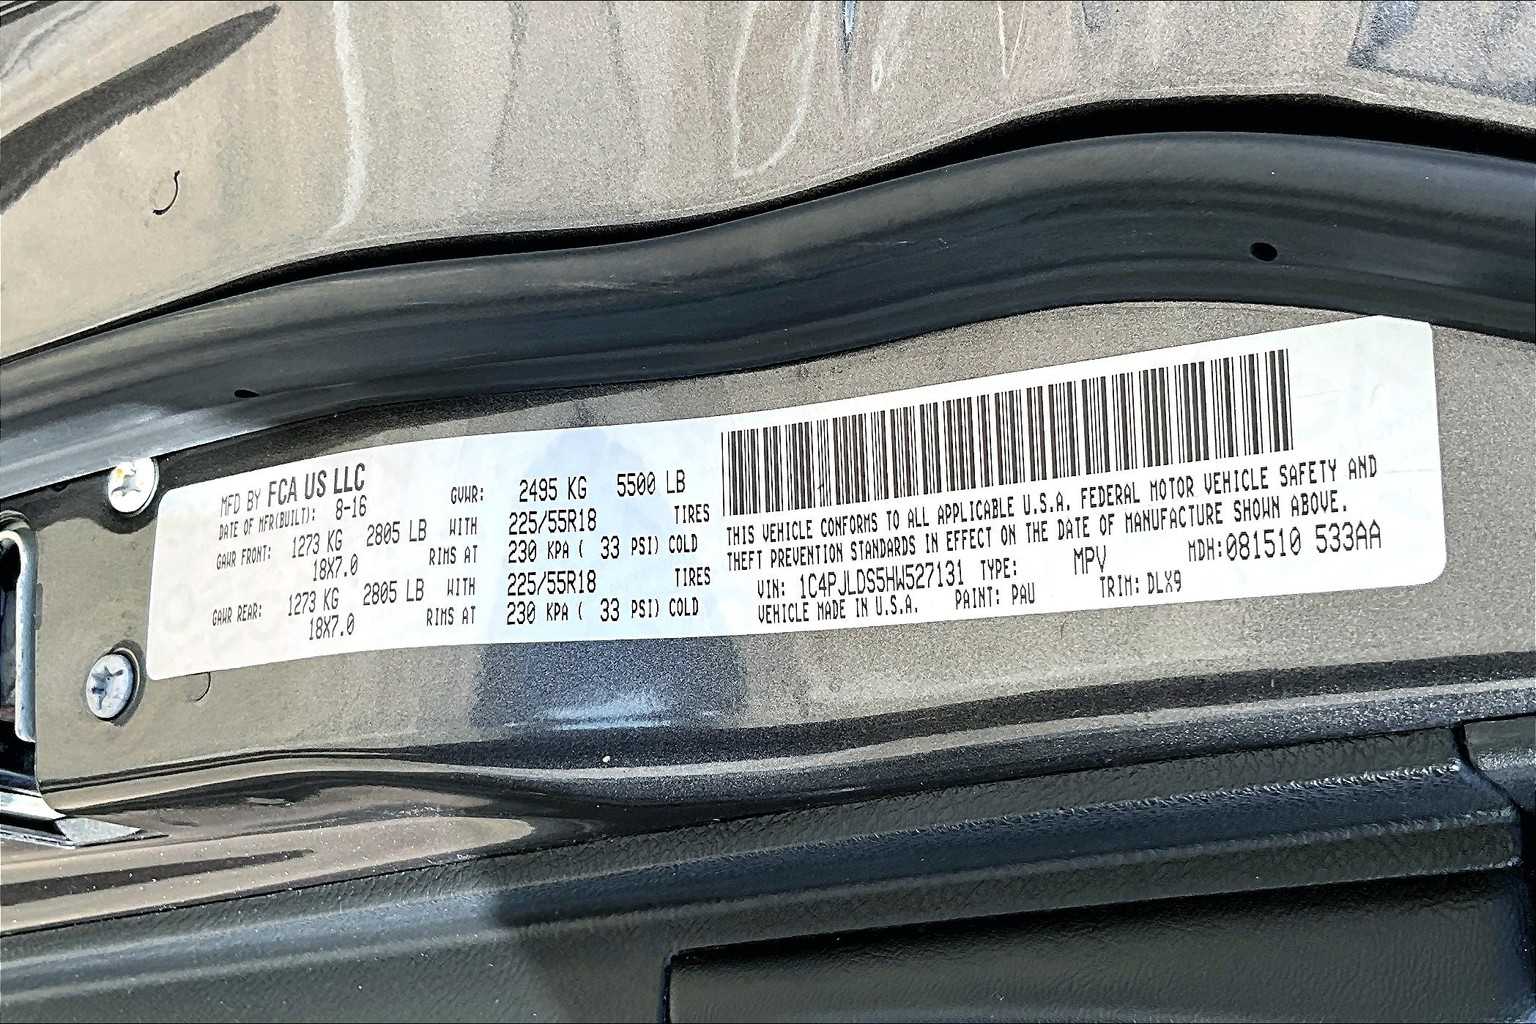 MFD BY FCA US LLC
DATE OF MFR(BUILT): 8-16
GVWR: 2495 KG 5500 LB
GAWR FRONT: 1273 KG 2805 LB WITH 225/55R18 TIRES
18X7.0 RIMS AT 230 KPA ( 33 PSI) COLD
GAWR REAR: 1273 KG 2805 LB WITH 225/55R18 TIRES
18X7.0 RIMS AT 230 KPA ( 33 PSI) COLD
THIS VEHICLE CONFORMS TO ALL APPLICABLE U.S.A. FEDERAL MOTOR VEHICLE SAFETY AND
THEFT PREVENTION STANDARDS IN EFFECT ON THE DATE OF MANUFACTURE SHOWN ABOVE.
VIN: 1C4PJLDS5HW527131 TYPE: MPV MDH:081510 533AA
VEHICLE MADE IN U.S.A. PAINT: PAU TRIM: DLX9